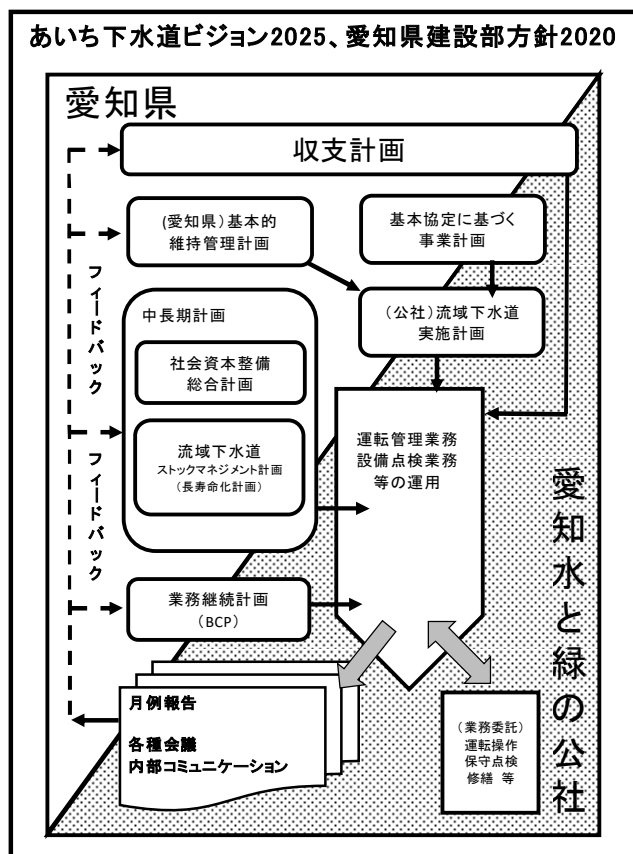 あいち下水道ビジョン2025、愛知県建設部方針2020
愛知県
収支計画
(愛知県)基本的
維持管理計画
基本協定に基づく
事業計画
フィードバック
中長期計画
(公社)流域下水道
実施計画
社会資本整備
総合計画
流域下水道
ストックマネジメント計画
(長寿命化計画)
運転管理業務
設備点検業務
等の運用
フィードバック
愛知水と緑の公社
業務継続計画
(BCP)
月例報告
各種会議
内部コミュニケーション
(業務委託)
運転操作
保守点検
修繕 等